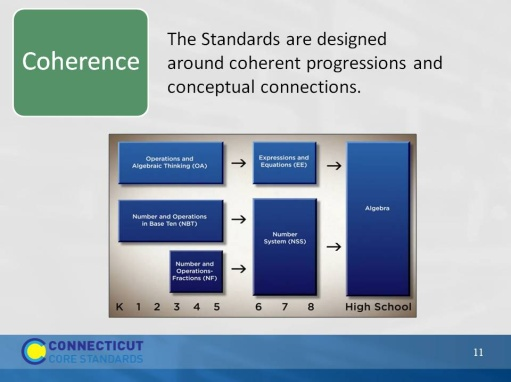 Coherence
The Standards are designed
around coherent progressions and
conceptual connections.
Operations and
Algebraic Thinking (OA)
Expressions and
Equations (EE)
Algebra
Number and Operations
in Base Ten (NBT)
Number
System (NSS)
Number and
Operations-
Fractions (NF)
K 1 2 3 4 5 6 7 8 High School
CONNECTICUT
CORE STANDARDS
11